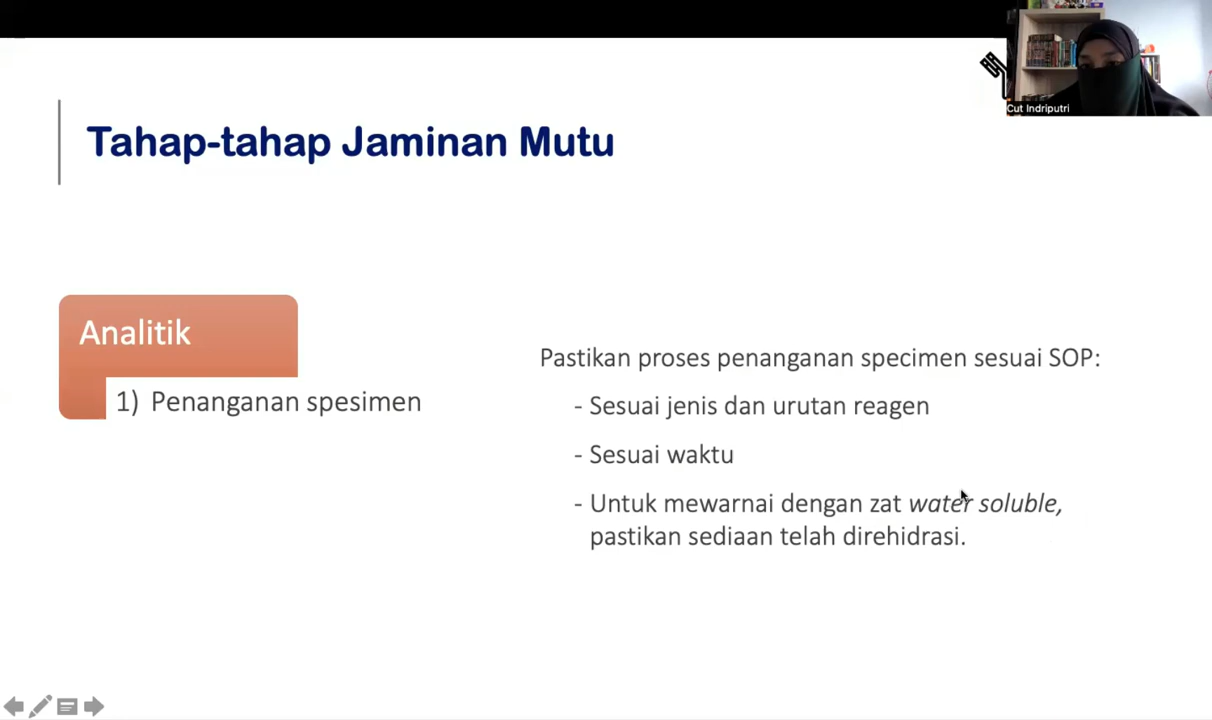 Cut Indriputri
Tahap-tahap Jaminan Mutu
Analitik
1) Penanganan spesimen
Pastikan proses penanganan specimen sesuai SOP:
- Sesuai jenis dan urutan reagen
- Sesuai waktu
- Untuk mewarnai dengan zat water soluble,
pastikan sediaan telah direhidrasi.